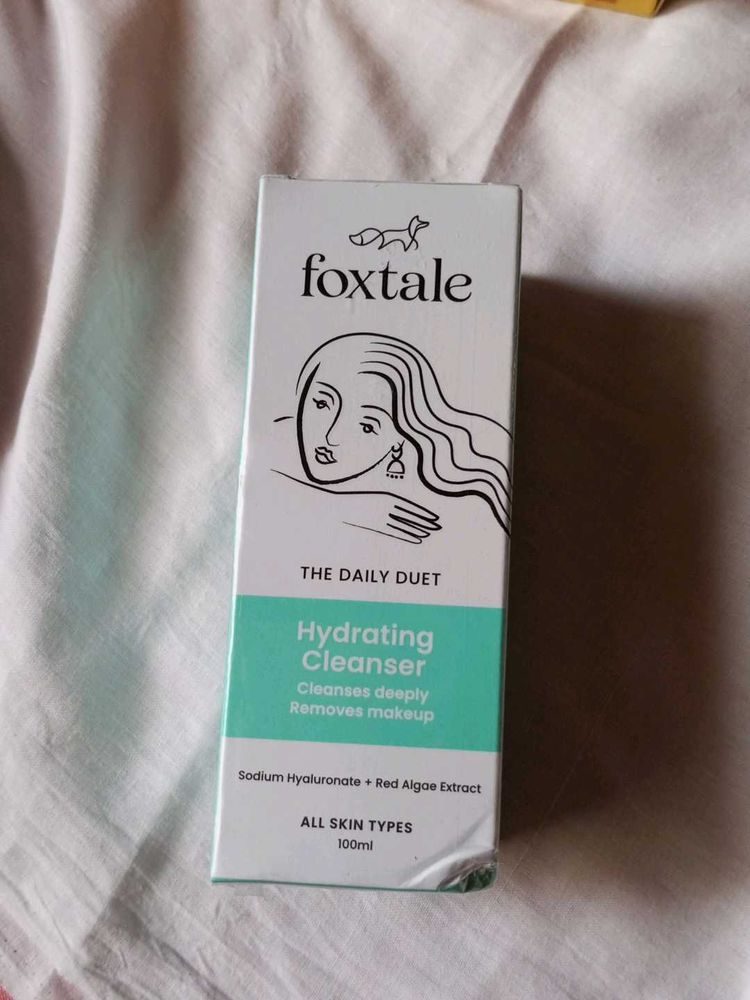 foxtale
THE DAILY DUET
Hydrating
Cleanser
Cleanses deeply
Removes makeup
Sodium Hyaluronate + Red Algae Extract
ALL SKIN TYPES
100ml